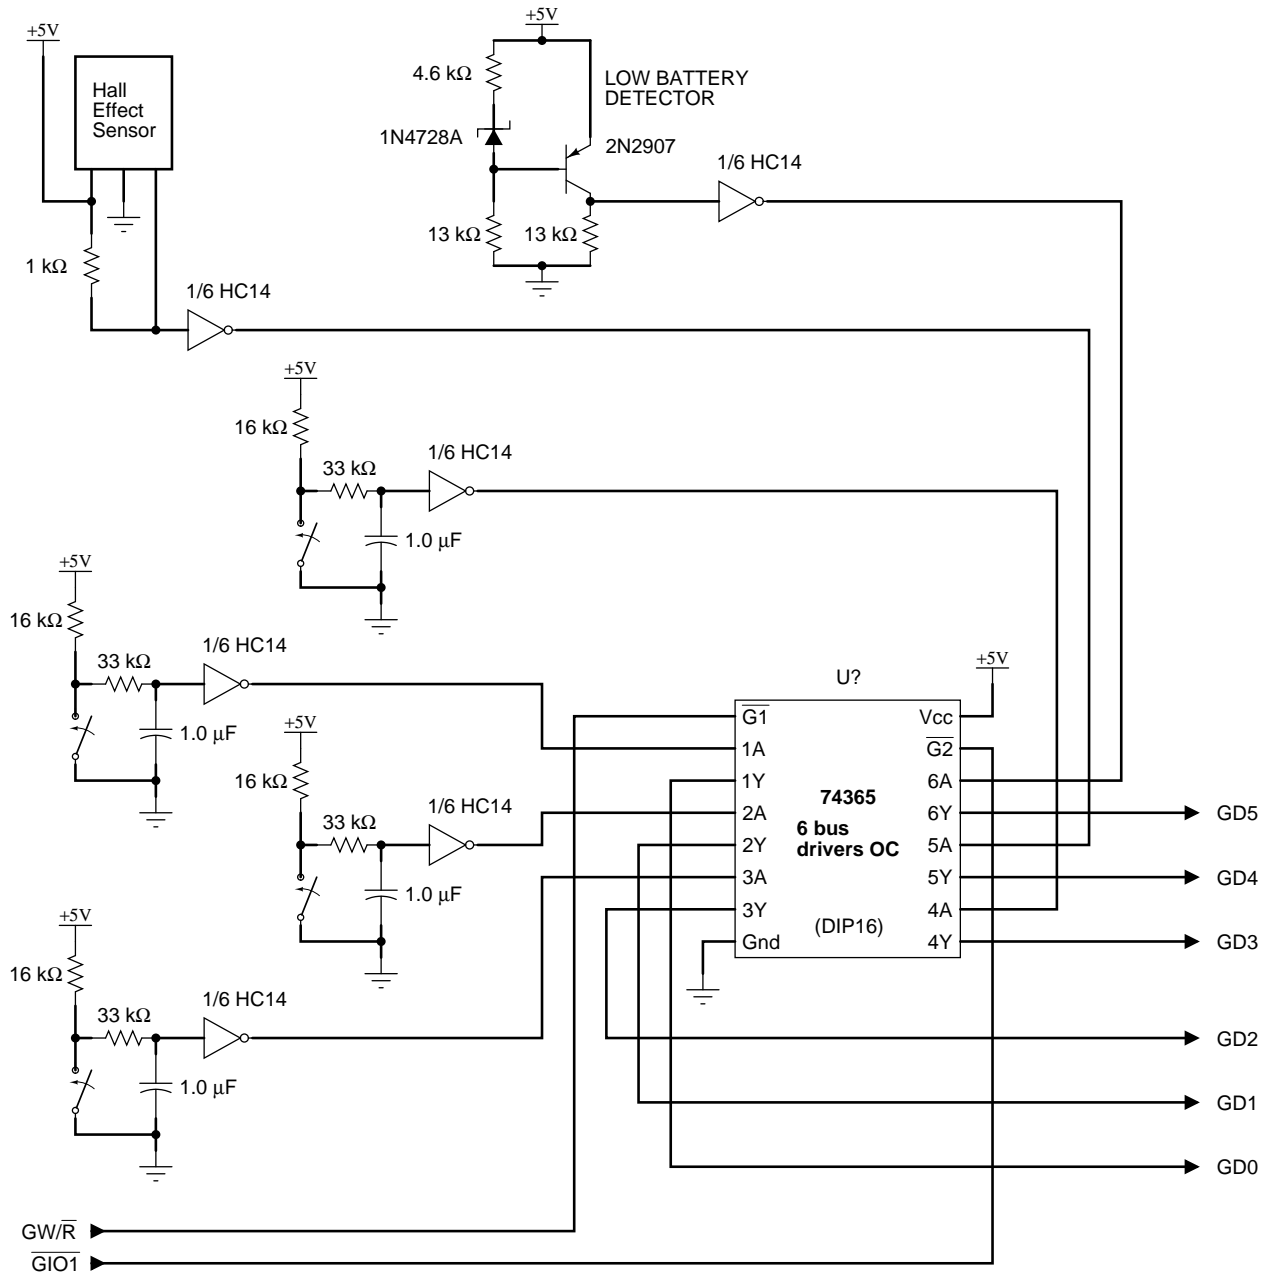 +5V
Hall
Effect
Sensor
1 kΩ
1/6 HC14
+5V
4.6 kΩ
LOW BATTERY
DETECTOR
1N4728A
2N2907
1/6 HC14
13 kΩ
13 kΩ
+5V
16 kΩ
33 kΩ
1/6 HC14
1.0 µF
+5V
16 kΩ
33 kΩ
1/6 HC14
1.0 µF
+5V
16 kΩ
33 kΩ
1/6 HC14
1.0 µF
+5V
16 kΩ
33 kΩ
1/6 HC14
1.0 µF
U?
+5V
G1
1A
1Y
2A
2Y
3A
3Y
Gnd
74365
6 bus
drivers OC
(DIP16)
Vcc
G2
6A
6Y
5A
5Y
4A
4Y
GD5
GD4
GD3
GD2
GD1
GD0
GW/R
GIO1